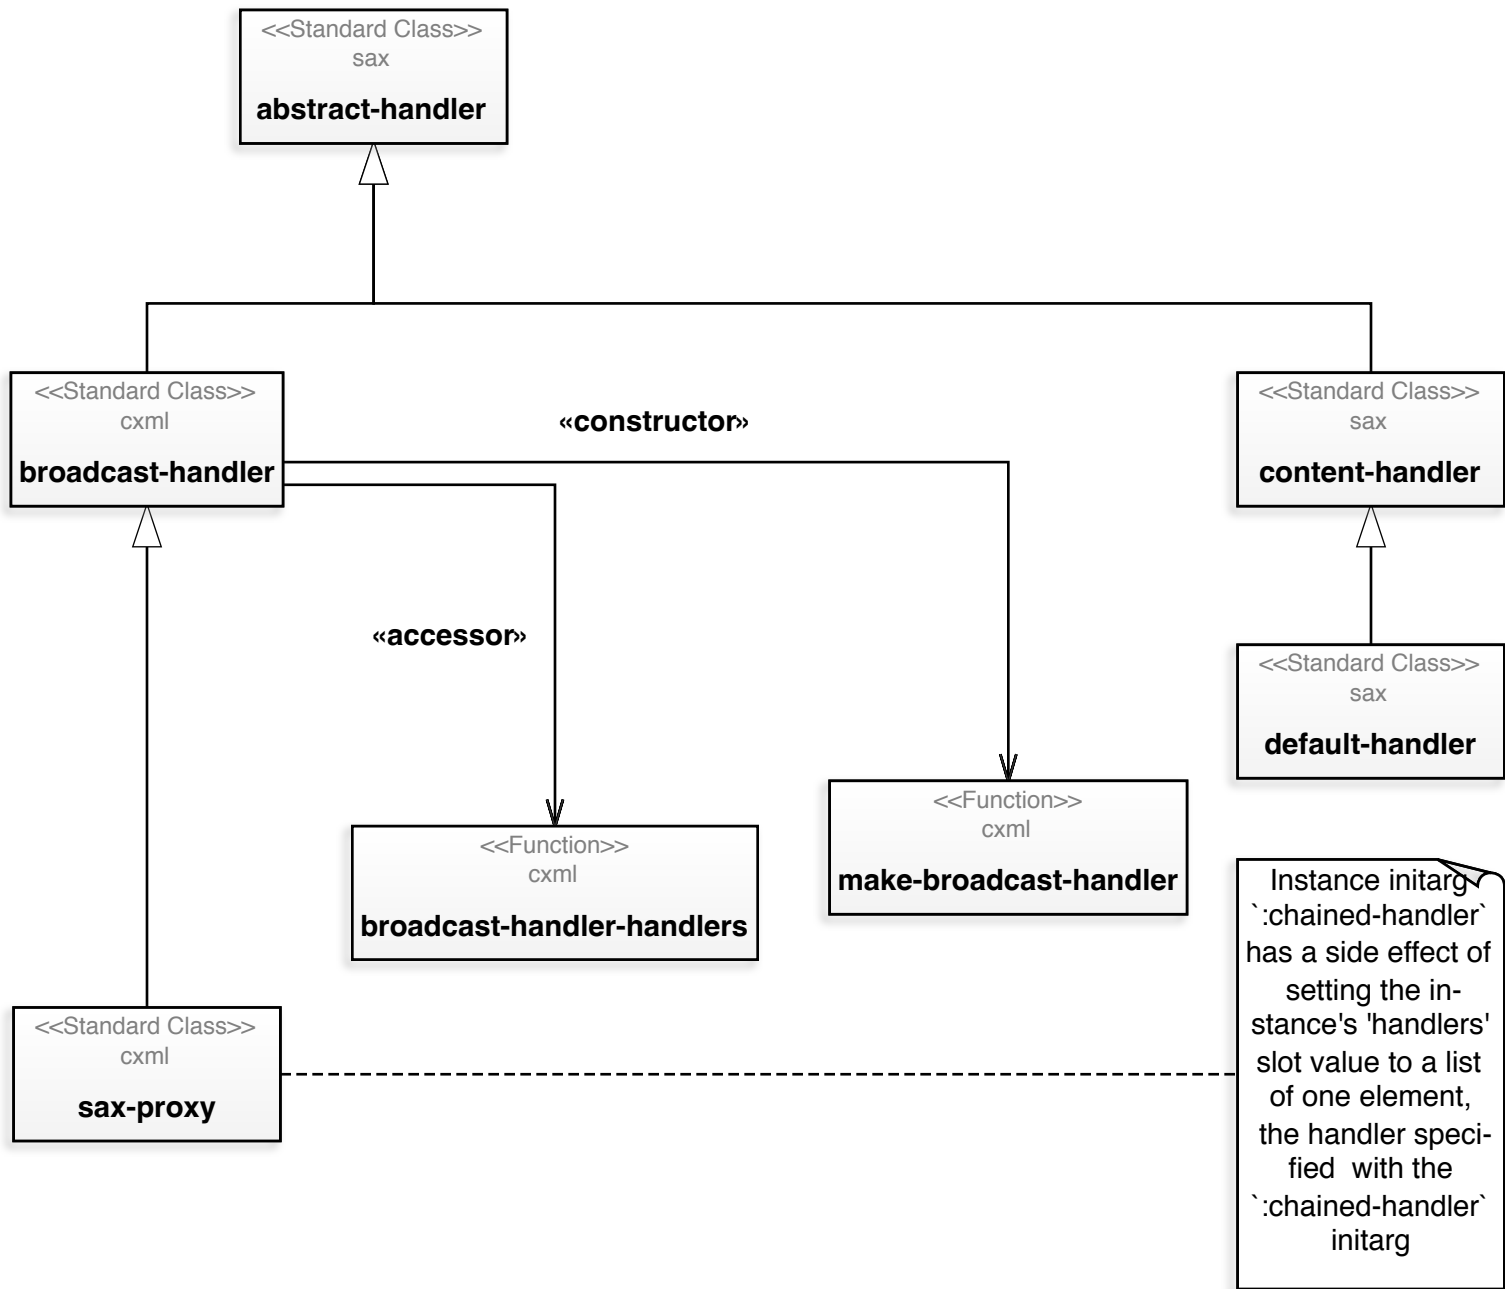 <<Standard Class>>
sax
abstract-handler
<<Standard Class>>
cxml
broadcast-handler
«constructor»
<<Standard Class>>
sax
content-handler
«accessor»
<<Standard Class>>
sax
default-handler
<<Function>>
cxml
broadcast-handler-handlers
<<Function>>
cxml
make-broadcast-handler
<<Standard Class>>
cxml
sax-proxy
Instance initarg
`:chained-handler`
has a side effect of
setting the in-
stance's 'handlers'
slot value to a list
of one element,
the handler speci-
fied  with the
`:chained-handler`
initarg